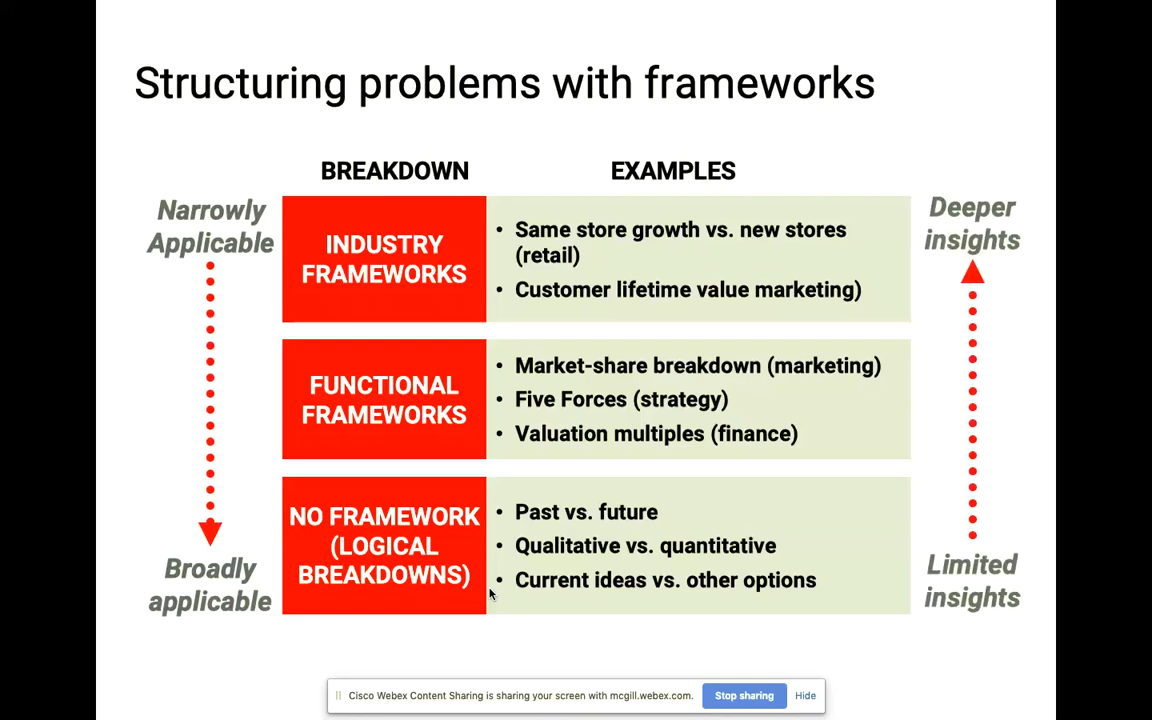 Structuring problems with frameworks
BREAKDOWN
EXAMPLES
Narrowly
Applicable
INDUSTRY
FRAMEWORKS
• Same store growth vs. new stores
(retail)
• Customer lifetime value marketing)
Deeper
insights
FUNCTIONAL
FRAMEWORKS
• Market-share breakdown (marketing)
• Five Forces (strategy)
• Valuation multiples (finance)
NO FRAMEWORK
(LOGICAL
BREAKDOWNS)
• Past vs. future
• Qualitative vs. quantitative
• Current ideas vs. other options
Broadly
applicable
Limited
insights
Cisco Webex Content Sharing is sharing your screen with mcgill.webex.com.
Stop sharing
Hide